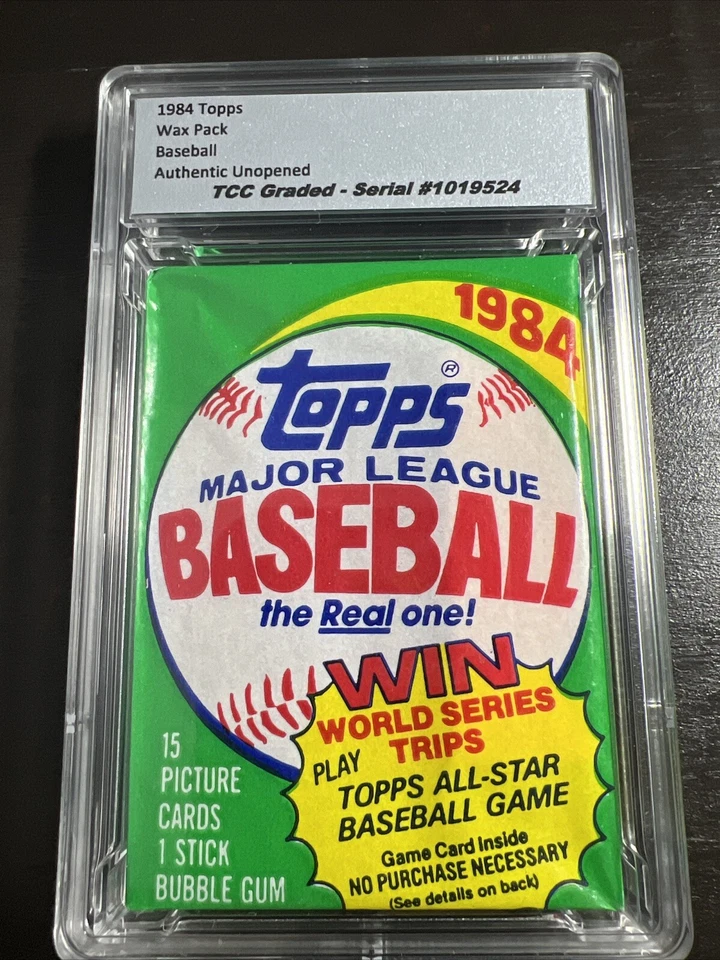 1984 Topps
Wax Pack
Baseball
Authentic Unopened
TCC Graded - Serial #1019524
1984
Topps ®
MAJOR LEAGUE
BASEBALL
the Real one!
WIN
WORLD SERIES
TRIPS
PLAY
TOPPS ALL-STAR
BASEBALL GAME
Game Card Inside
NO PURCHASE NECESSARY
(See details on back)
15
PICTURE
CARDS
1 STICK
BUBBLE GUM